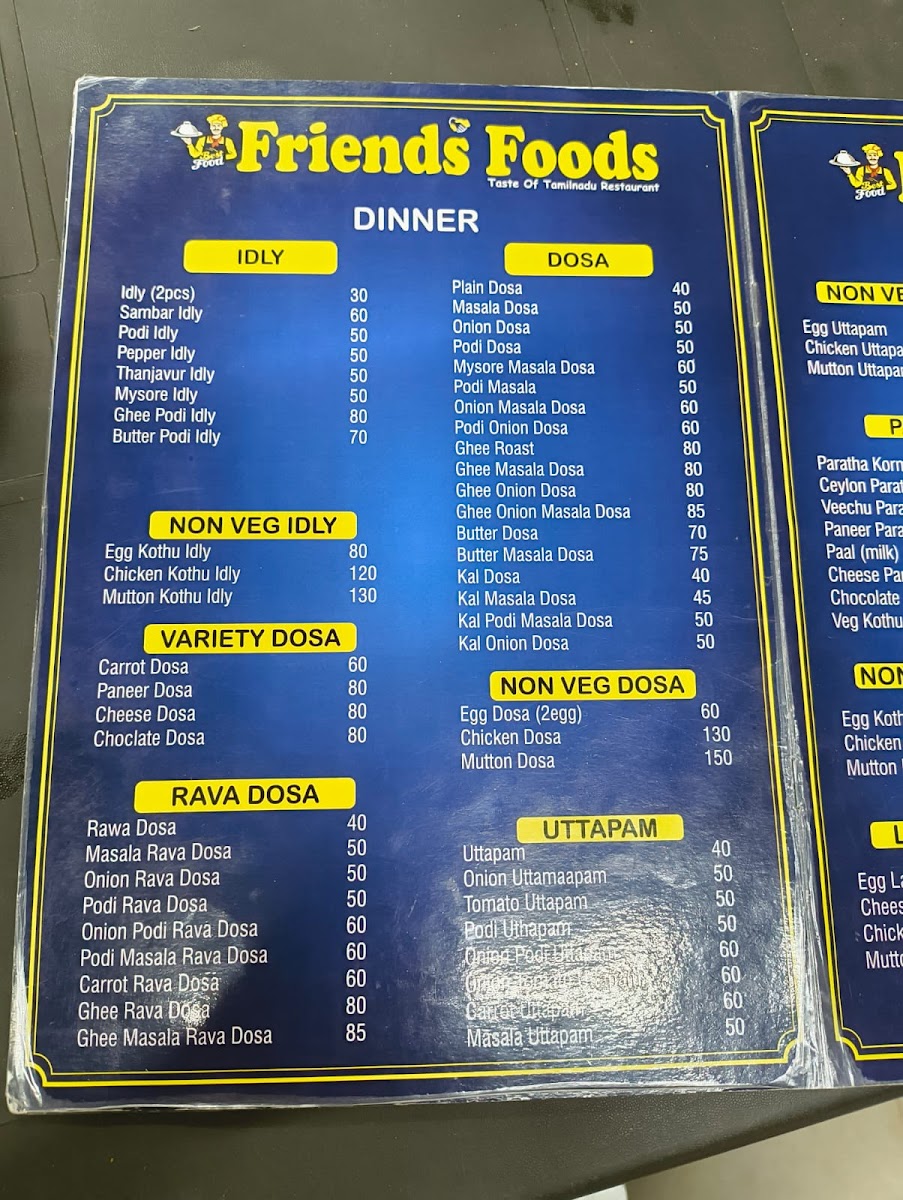 Best Food
Friends Foods
Taste Of Tamilnadu Restaurant
DINNER
IDLY
Idly (2pcs) 30
Sambar Idly 60
Podi Idly 50
Pepper Idly 50
Thanjavur Idly 50
Mysore Idly 50
Ghee Podi Idly 80
Butter Podi Idly 70
NON VEG IDLY
Egg Kothu Idly 80
Chicken Kothu Idly 120
Mutton Kothu Idly 130
VARIETY DOSA
Carrot Dosa 60
Paneer Dosa 80
Cheese Dosa 80
Choclate Dosa 80
RAVA DOSA
Rawa Dosa 40
Masala Rava Dosa 50
Onion Rava Dosa 50
Podi Rava Dosa 50
Onion Podi Rava Dosa 60
Podi Masala Rava Dosa 60
Carrot Rava Dosa 60
Ghee Rava Dosa 80
Ghee Masala Rava Dosa 85
DOSA
Plain Dosa 40
Masala Dosa 50
Onion Dosa 50
Podi Dosa 50
Mysore Masala Dosa 60
Podi Masala 50
Onion Masala Dosa 60
Podi Onion Dosa 60
Ghee Roast 80
Ghee Masala Dosa 80
Ghee Onion Dosa 80
Ghee Onion Masala Dosa 85
Butter Dosa 70
Butter Masala Dosa 75
Kal Dosa 40
Kal Masala Dosa 45
Kal Podi Masala Dosa 50
Kal Onion Dosa 50
NON VEG DOSA
Egg Dosa (2egg) 60
Chicken Dosa 130
Mutton Dosa 150
UTTAPAM
Uttapam 40
Onion Uttamaapam 50
Tomato Uttapam 50
Podi Uthapam 50
Onion Podi Uttapam 60
Onion 60
Carrot Uttapam 60
Masala Uttapam 50
Best Food
NON VE
Egg Uttapam
Chicken Uttapa
Mutton Uttapa
P
Paratha Korm
Ceylon Parat
Veechu Para
Paneer Para
Paal (milk)
Cheese Pa
Chocolate
Veg Kothu
NON
Egg Koth
Chicken
Mutton
L
Egg La
Chees
Chick
Mutto